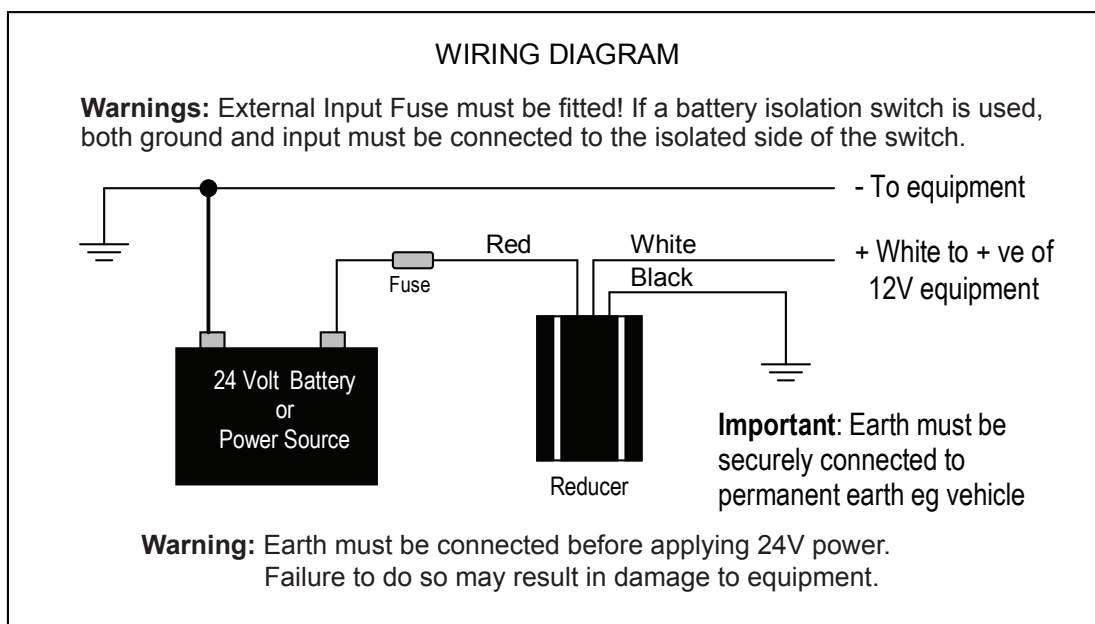 WIRING DIAGRAM
Warnings: External Input Fuse must be fitted! If a battery isolation switch is used,
both ground and input must be connected to the isolated side of the switch.
- To equipment
Red
White
+ White to + ve of
12V equipment
Fuse
Black
24 Volt Battery
or
Power Source
Reducer
Important: Earth must be
securely connected to
permanent earth eg vehicle
Warning: Earth must be connected before applying 24V power.
Failure to do so may result in damage to equipment.